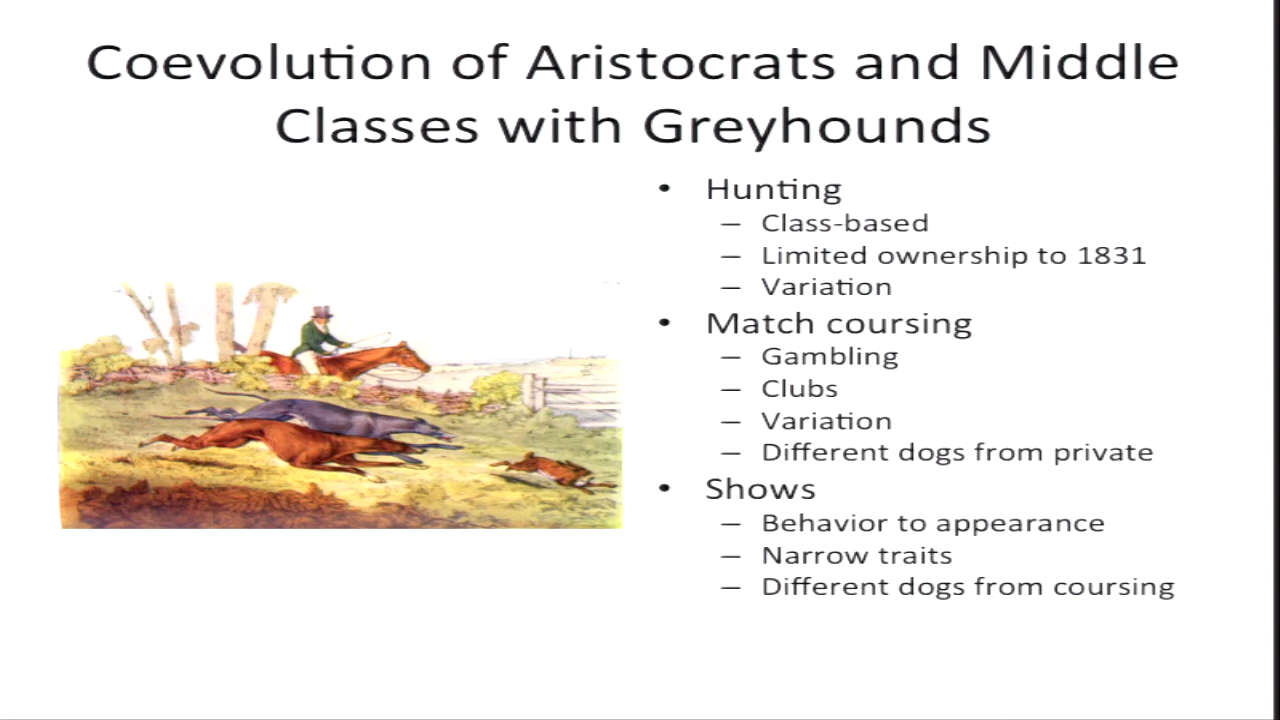 Coevolution of Aristocrats and Middle
Classes with Greyhounds
• Hunting
– Class-based
– Limited ownership to 1831
– Variation
• Match coursing
– Gambling
– Clubs
– Variation
– Different dogs from private
• Shows
– Behavior to appearance
– Narrow traits
– Different dogs from coursing